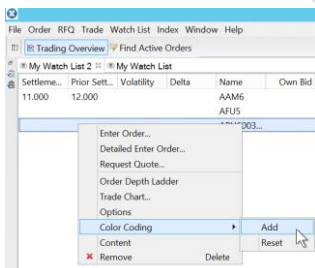 File Order RFQ Trade Watch List Index Window Help
Trading Overview Find Active Orders
My Watch List 2 My Watch List
Settleme... Prior Sett... Volatility Delta Name Own Bid
11.000 12.000 AAM6
AFU5
Enter Order...
Detailed Enter Order...
Request Quote...
Order Depth Ladder
Trade Chart...
Options
Color Coding Add
Content Reset
Remove Delete